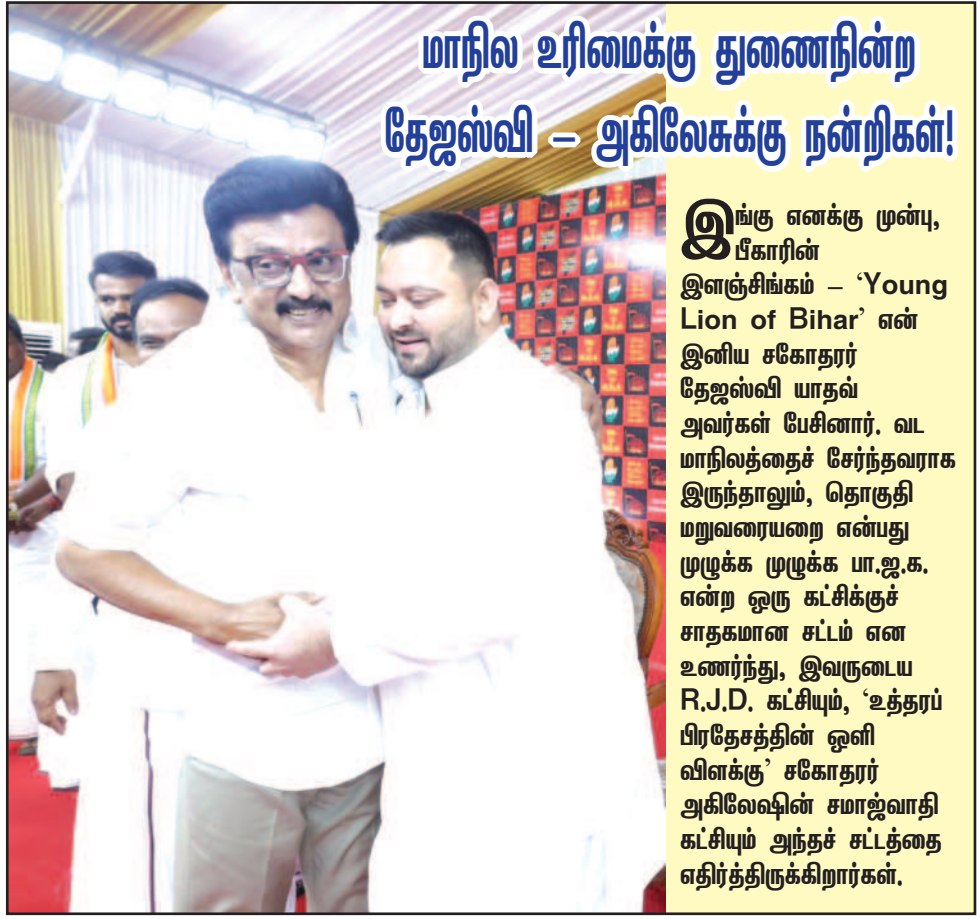 மாநில உரிமைக்கு துணைநின்ற
தேஜஸ்வி – அகிலேசுக்கு நன்றிகள்!
இங்கு எனக்கு முன்பு,
பீகாரின்
இளஞ்சிங்கம் – ‘Young
Lion of Bihar’ என்
இனிய சகோதரர்
தேஜஸ்வி யாதவ்
அவர்கள் பேசினார். வட
மாநிலத்தைச் சேர்ந்தவராக
இருந்தாலும், தொகுதி
மறுவரையறை என்பது
முழுக்க முழுக்க பா.ஜ.க.
என்ற ஒரு கட்சிக்குச்
சாதகமான சட்டம் என
உணர்ந்து, இவருடைய
R.J.D. கட்சியும், ‘உத்தரப்
பிரதேசத்தின் ஒளி
விளக்கு’ சகோதரர்
அகிலேஷின் சமாஜ்வாதி
கட்சியும் அந்தச் சட்டத்தை
எதிர்த்திருக்கிறார்கள்.